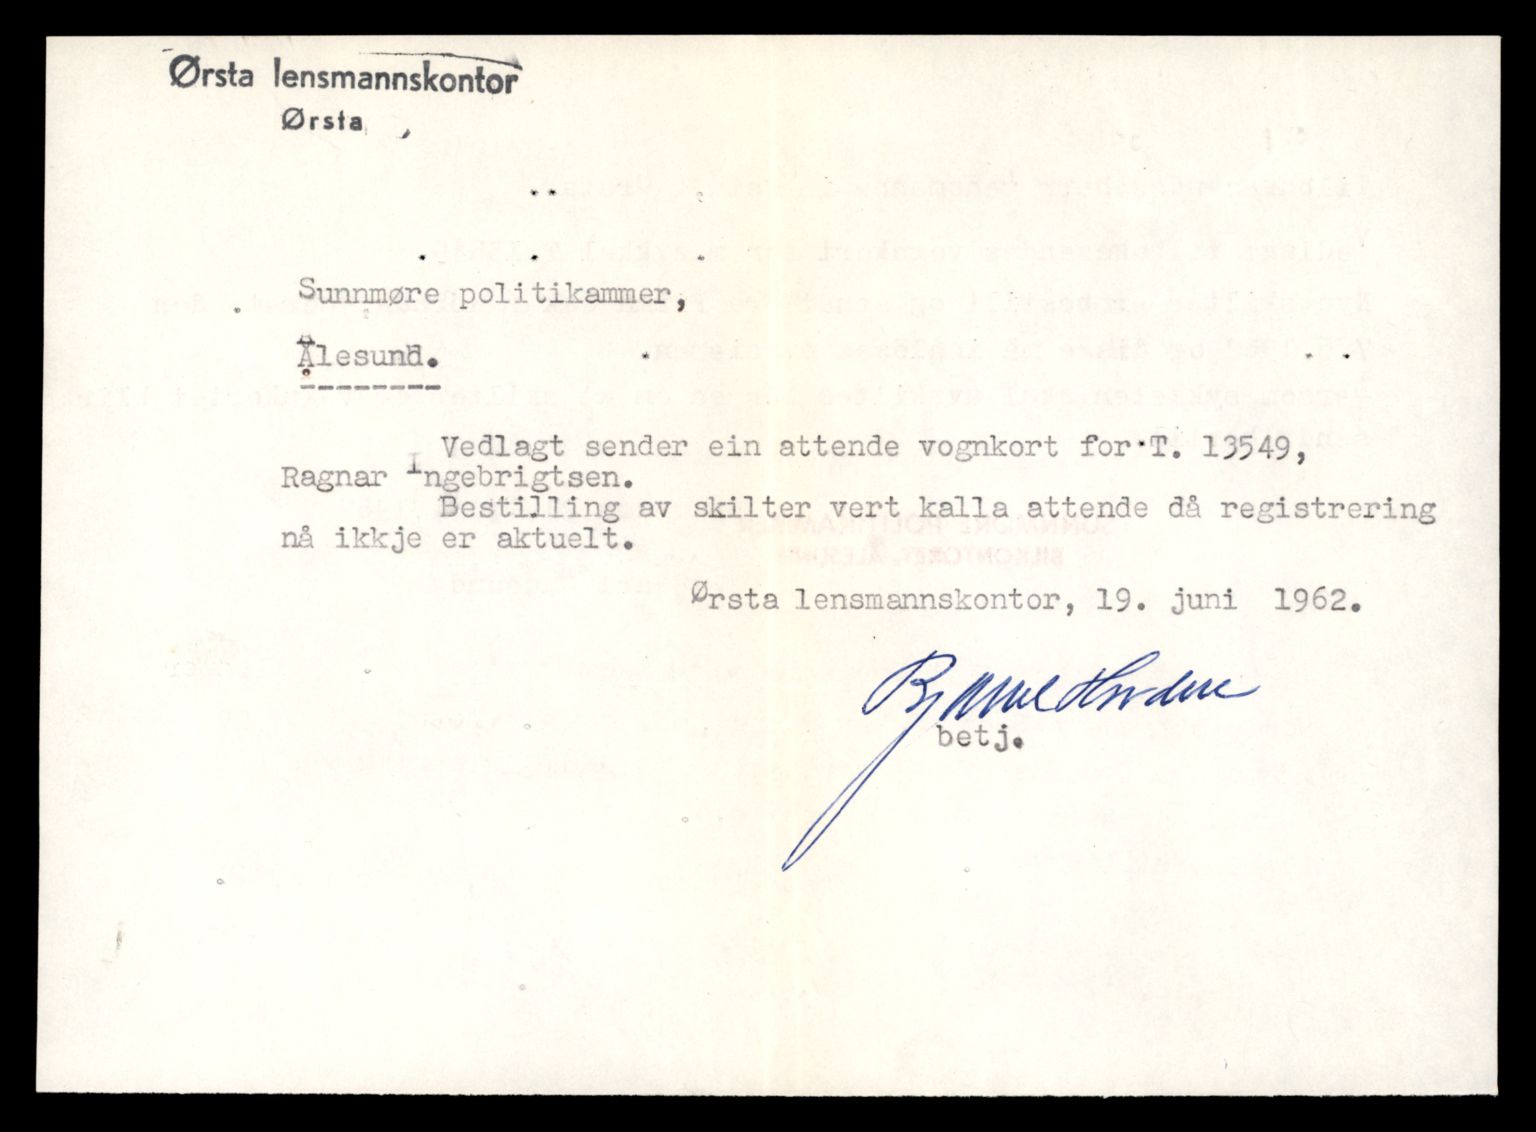 Ørsta lensmannskontor
Ørsta
Sunnmøre politikammer,
Ålesund.
--------
Vedlagt sender ein attende vognkort for T. 13549,
Ragnar Ingebrigtsen.
Bestilling av skilter vert kalla attende då registrering
nå ikkje er aktuelt.
Ørsta lensmannskontor, 19. juni 1962.
betj.